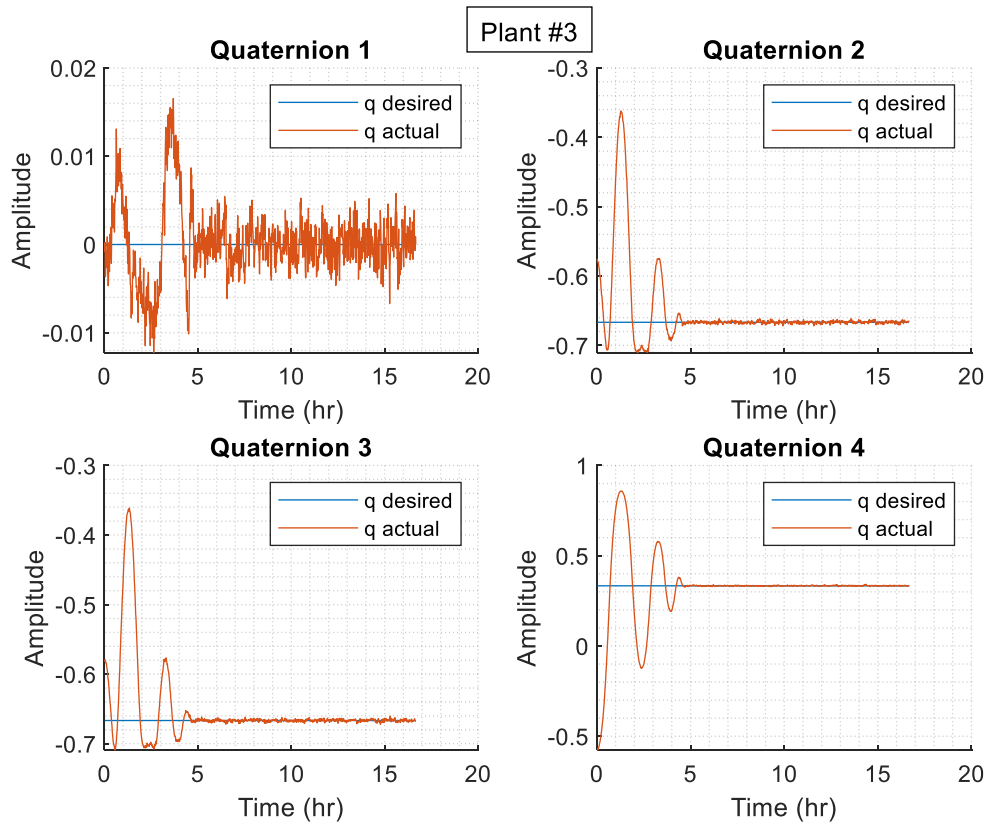 Plant #3
Quaternion 1
0.02
0.01
0
-0.01
Amplitude
0 5 10 15 20
Time (hr)
q desired
q actual
Quaternion 2
-0.3
-0.4
-0.5
-0.6
-0.7
Amplitude
0 5 10 15 20
Time (hr)
q desired
q actual
Quaternion 3
-0.3
-0.4
-0.5
-0.6
-0.7
Amplitude
0 5 10 15 20
Time (hr)
q desired
q actual
Quaternion 4
1
0.5
0
-0.5
Amplitude
0 5 10 15 20
Time (hr)
q desired
q actual